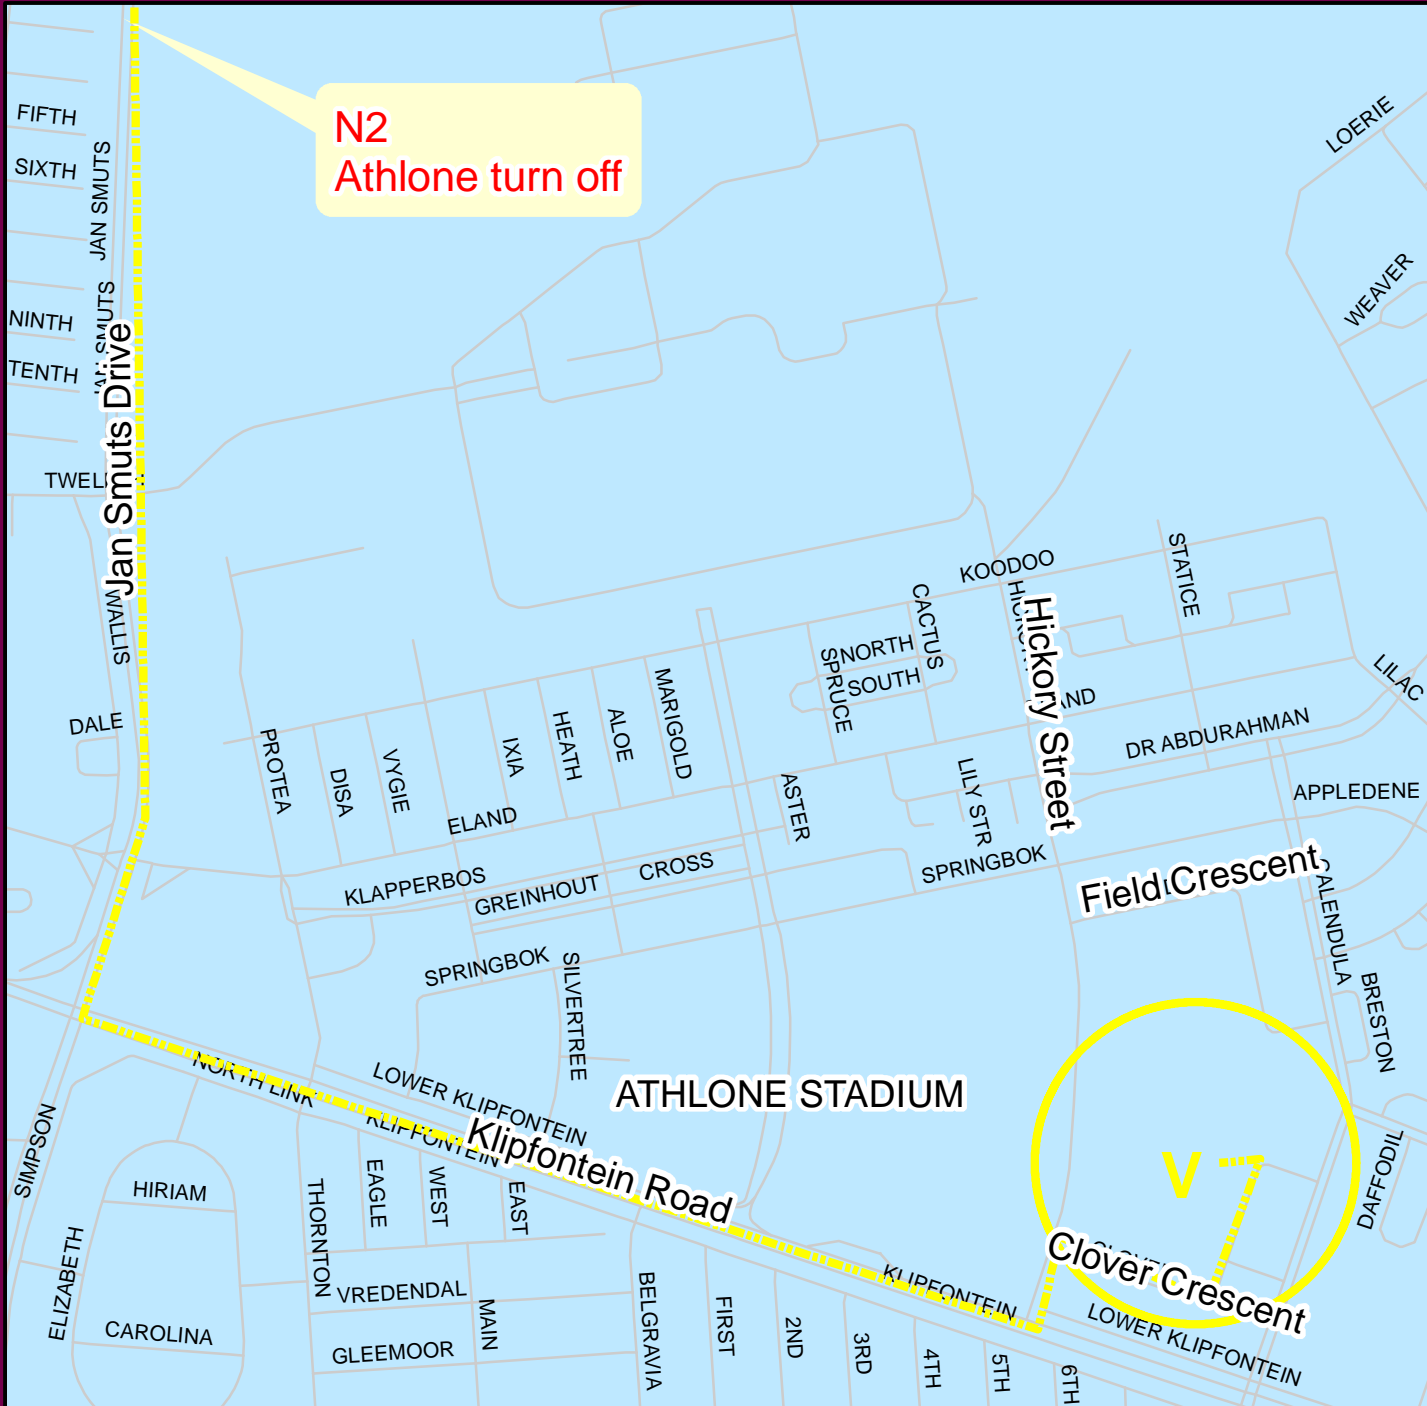 N2
Athlone turn off
LOERIE
FIFTH
SIXTH
JAN SMUTS
WEAVER
NINTH
JAN SMUTS
TENTH
Jan Smuts Drive
WALLIS
KOODOO
STATICE
CACTUS
Hickory Street
NORTH
SOUTH
SPRUCE
LILAC
MARIGOLD
DALE
ALOE
HEATH
IXIA
DR ABDURAHMAN
PROTEA
VYGIE
DISA
ASTER
LILY STR
APPLEDENE
ELAND
SPRINGBOK
Field Crescent
CROSS
KLAPPERBOS
GREINHOUT
CALENDULA
SPRINGBOK
SILVERTREE
BRESTON
NORTH LINK
LOWER KLIPFONTEIN
ATHLONE STADIUM
KLIPFONTEIN
Klipfontein Road
SIMPSON
HIRIAM
EAGLE
WEST
EAST
THORNTON
V
DAFFODIL
ELIZABETH
Clover Crescent
KLIPFONTEIN
VREDENDAL
MAIN
BELGRAVIA
FIRST
2ND
3RD
4TH
5TH
6TH
LOWER KLIPFONTEIN
CAROLINA
GLEEMOOR